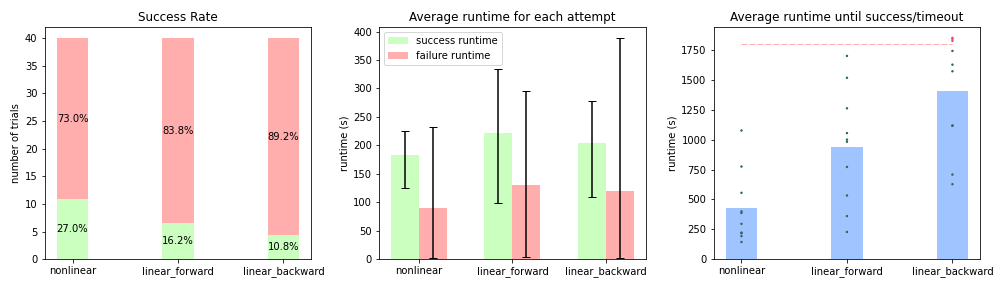 Success Rate
number of trials
40
35
30
25
20
15
10
5
0
73.0%
83.8%
89.2%
27.0%
16.2%
10.8%
nonlinear
linear_forward
linear_backward
Average runtime for each attempt
runtime (s)
400
350
300
250
200
150
100
50
0
success runtime
failure runtime
nonlinear
linear_forward
linear_backward
Average runtime until success/timeout
runtime (s)
1750
1500
1250
1000
750
500
250
0
nonlinear
linear_forward
linear_backward